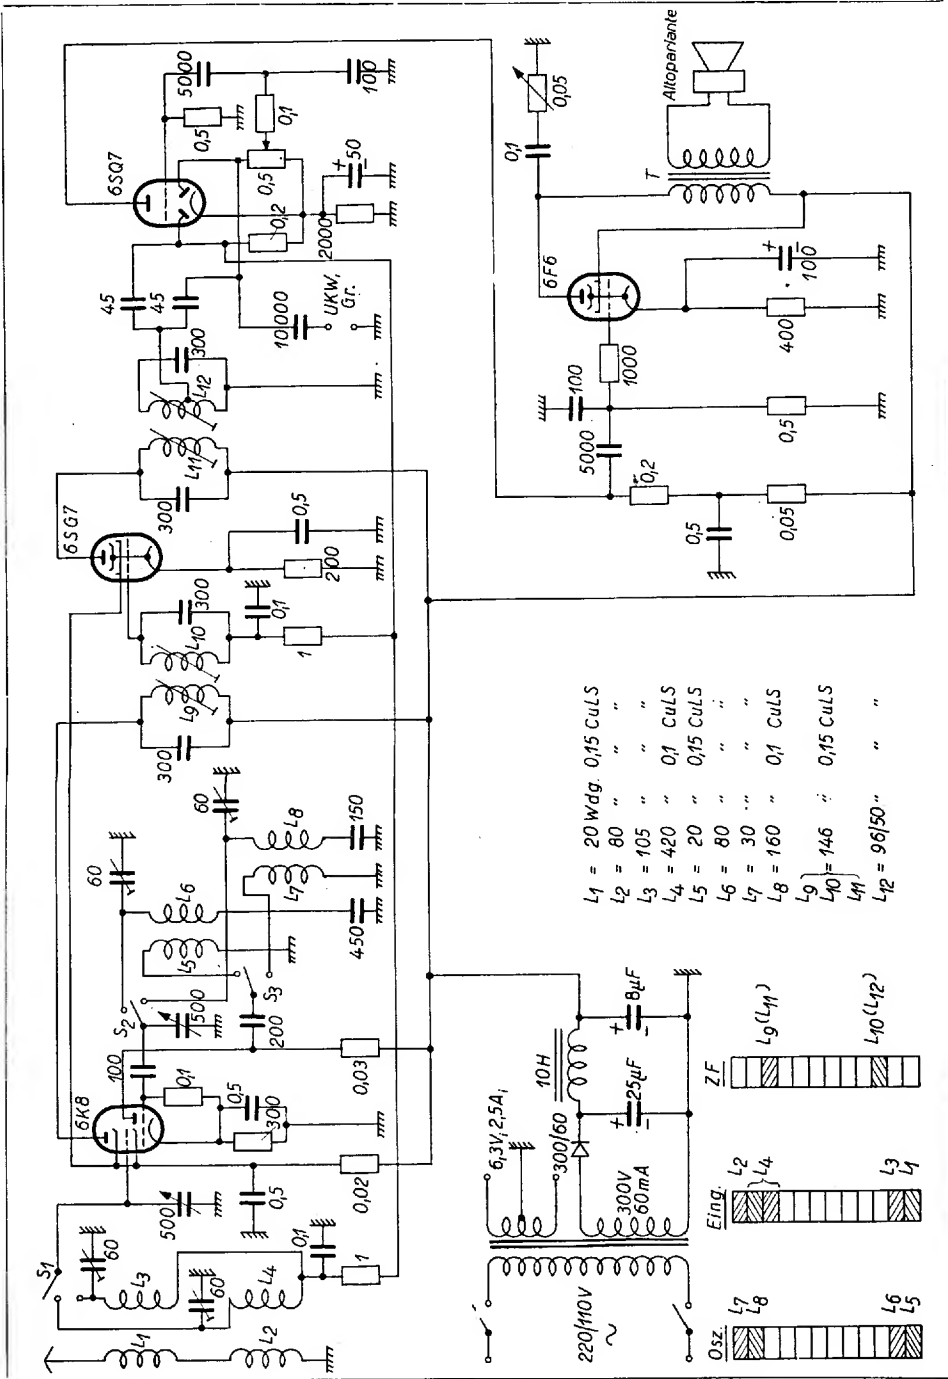 6SQ7
5000
0,5
0,1
100
0,5
0,2
2000
+
50
−
45
45
10000
UKW,
Gr.
300
L12
L11
300
6SG7
0,5
200
300
L10
0,1
1
L9
300
60
60
L8
150
L7
L6
450
L5
S2
S3
500
200
100
6K8
0,1
0,5
300
0,03
500
0,5
0,02
S1
60
L3
60
L4
0,1
1
L1
L2
Altoparlante
T
0,05
0,1
6F6
+
100
−
400
1000
100
5000
0,5
0,2
0,5
0,05
L1 = 20 Wdg. 0,15 CuLS
L2 = 80 " " "
L3 = 105 " " "
L4 = 420 " 0,1 CuLS
L5 = 20 " 0,15 CuLS
L6 = 80 " " "
L7 = 30 " " "
L8 = 160 " 0,1 CuLS
L9
L10 = 146 " 0,15 CuLS
L11
L12 = 96/50 " " "
6,3V, 2,5A,
10H
300/60
+
25µF
−
+
8µF
−
300V
60mA
220/110V
~
ZF
L9 (L11)
L10 (L12)
Eing.
L2
L4
L3
L1
Osz.
L7
L8
L6
L5